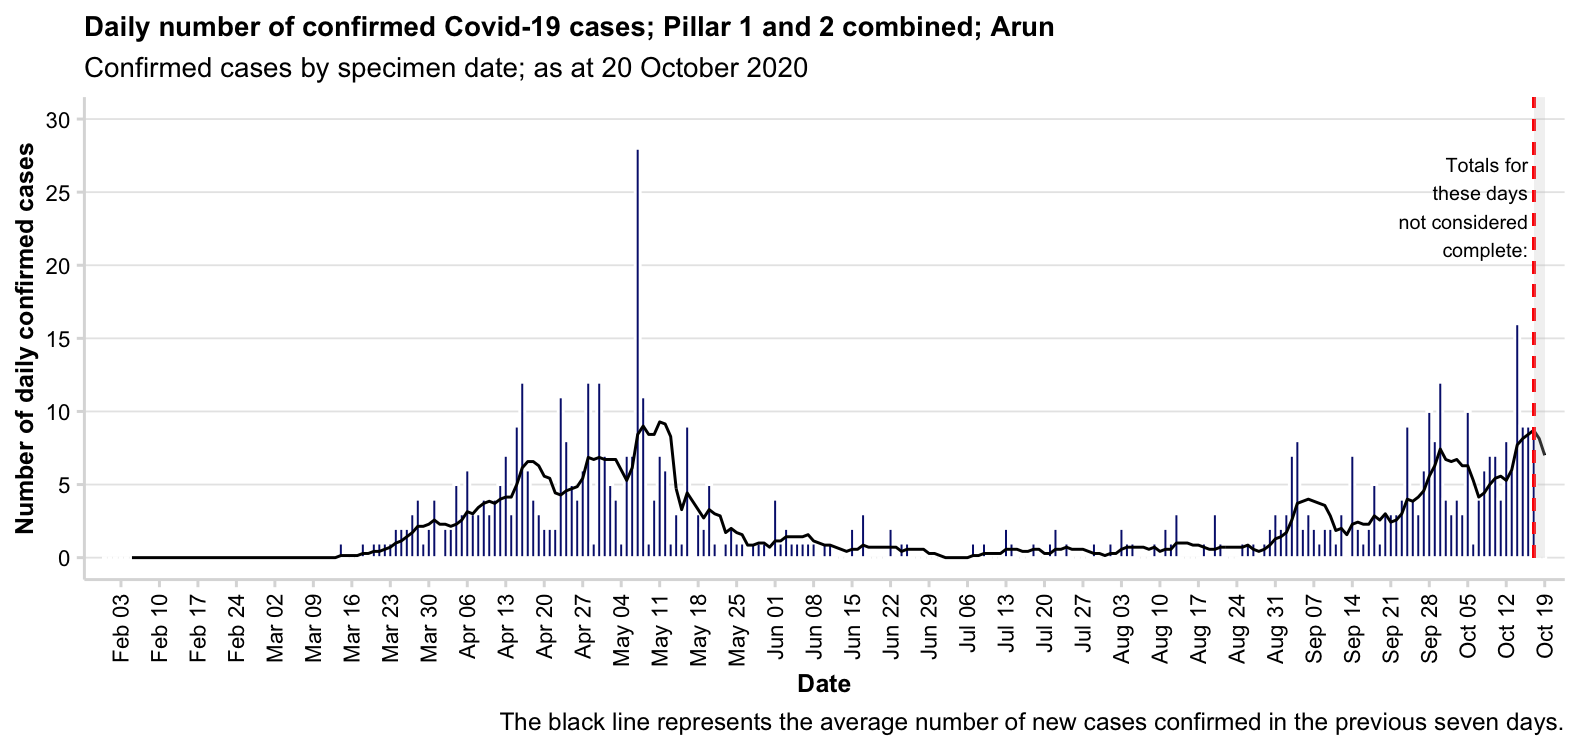 Daily number of confirmed Covid-19 cases; Pillar 1 and 2 combined; Arun
Confirmed cases by specimen date; as at 20 October 2020
Number of daily confirmed cases
30
25
20
15
10
5
0
Totals for
these days
not considered
complete:
Feb 03
Feb 10
Feb 17
Feb 24
Mar 02
Mar 09
Mar 16
Mar 23
Mar 30
Apr 06
Apr 13
Apr 20
Apr 27
May 04
May 11
May 18
May 25
Jun 01
Jun 08
Jun 15
Jun 22
Jun 29
Jul 06
Jul 13
Jul 20
Jul 27
Aug 03
Aug 10
Aug 17
Aug 24
Aug 31
Sep 07
Sep 14
Sep 21
Sep 28
Oct 05
Oct 12
Oct 19
Date
The black line represents the average number of new cases confirmed in the previous seven days.